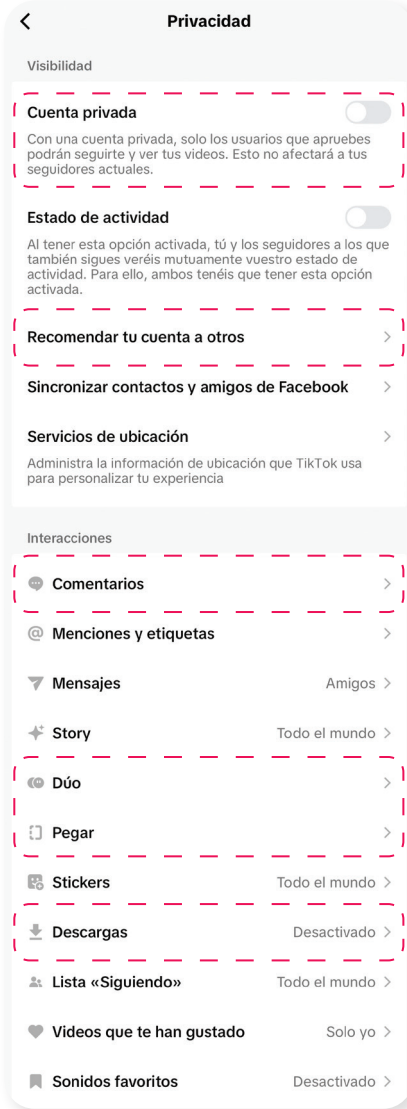 Privacidad
Visibilidad
Cuenta privada
Con una cuenta privada, solo los usuarios que apruebes
podrán seguirte y ver tus videos. Esto no afectará a tus
seguidores actuales.
Estado de actividad
Al tener esta opción activada, tú y los seguidores a los que
también sigues veréis mutuamente vuestro estado de
actividad. Para ello, ambos tenéis que tener esta opción
activada.
Recomendar tu cuenta a otros
Sincronizar contactos y amigos de Facebook
Servicios de ubicación
Administra la información de ubicación que TikTok usa
para personalizar tu experiencia
Interacciones
Comentarios
@ Menciones y etiquetas
Mensajes Amigos
Story Todo el mundo
Dúo
Pegar
Stickers Todo el mundo
Descargas Desactivado
Lista «Siguiendo» Todo el mundo
Videos que te han gustado Solo yo
Sonidos favoritos Desactivado